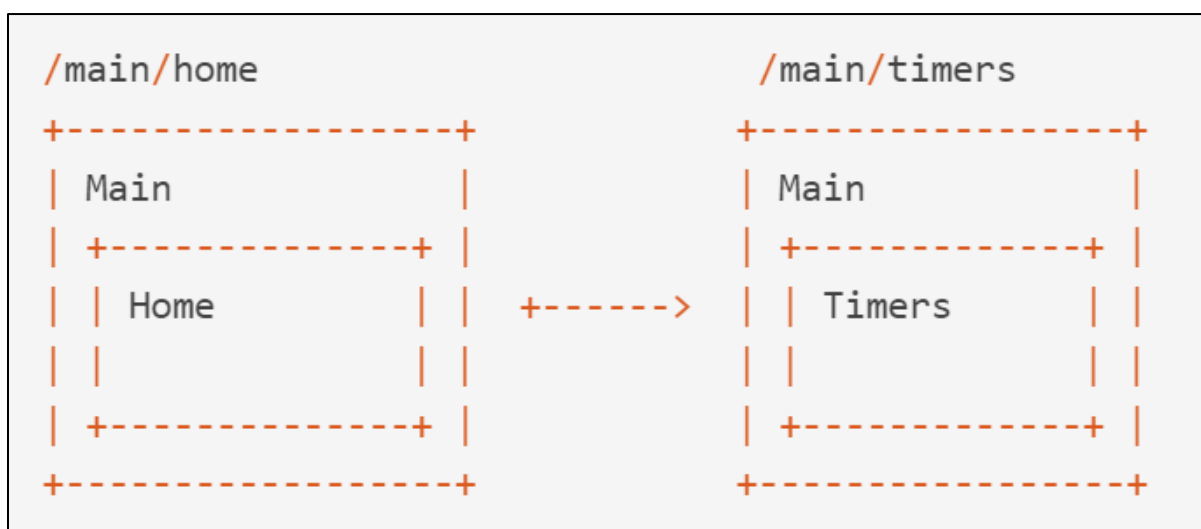 /main/home                       /main/timers
+------------------+            +-----------------+
| Main             |            | Main            |
| +--------------+ |            | +-------------+ |
| | Home         | |  +------>  | | Timers      | |
| |              | |            | |             | |
| +--------------+ |            | +-------------+ |
+------------------+            +-----------------+